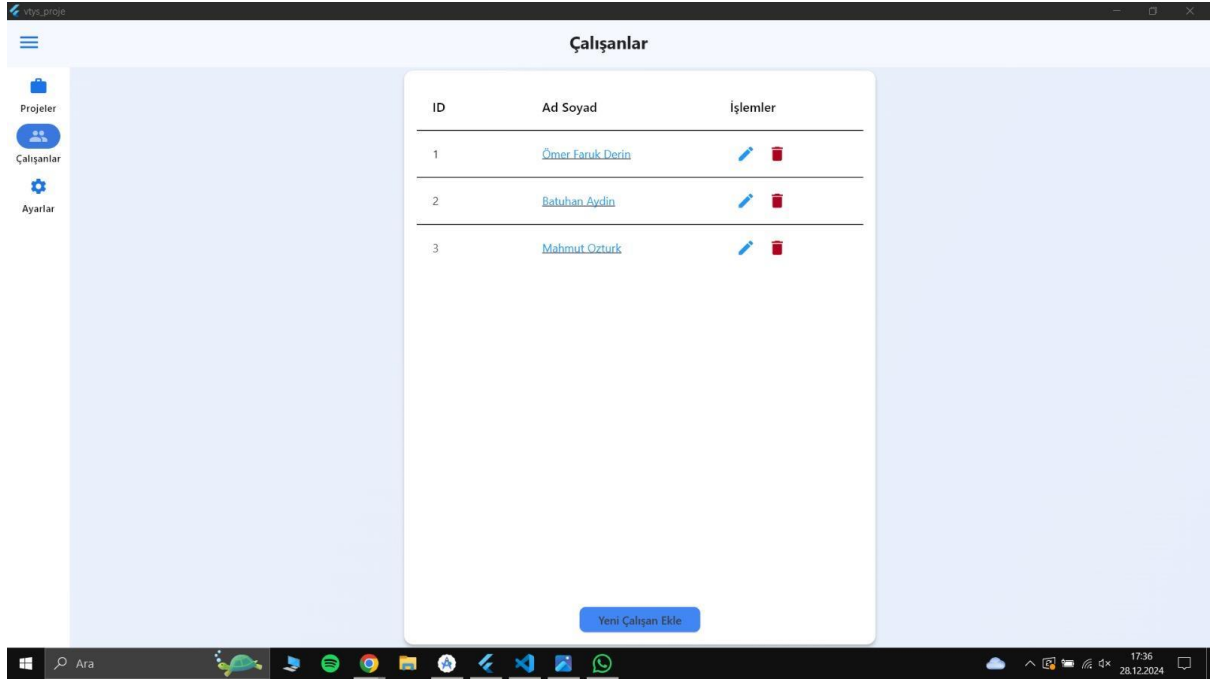 vtys_proje
Çalışanlar
Projeler
Çalışanlar
Ayarlar
ID Ad Soyad İşlemler
1 Ömer Faruk Derin
2 Batuhan Aydin
3 Mahmut Ozturk
Yeni Çalışan Ekle
Ara
17:36
28.12.2024